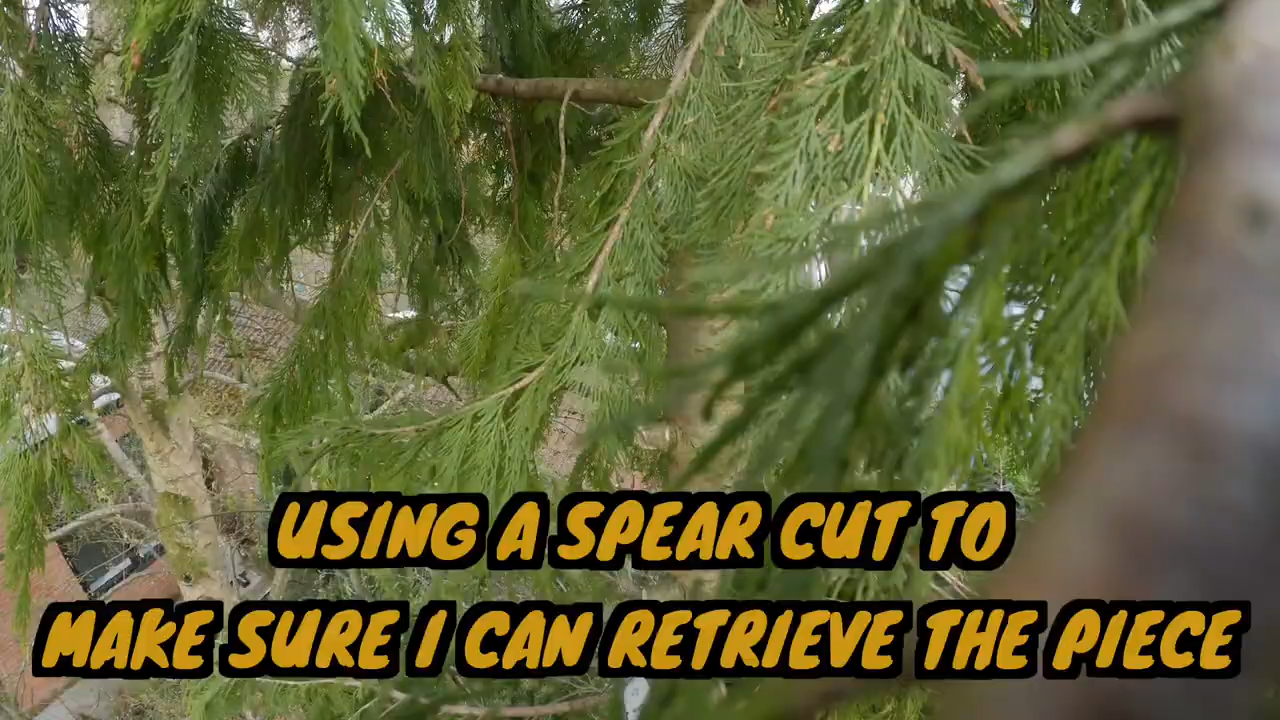 USING A SPEAR CUT TO
MAKE SURE I CAN RETRIEVE THE PIECE